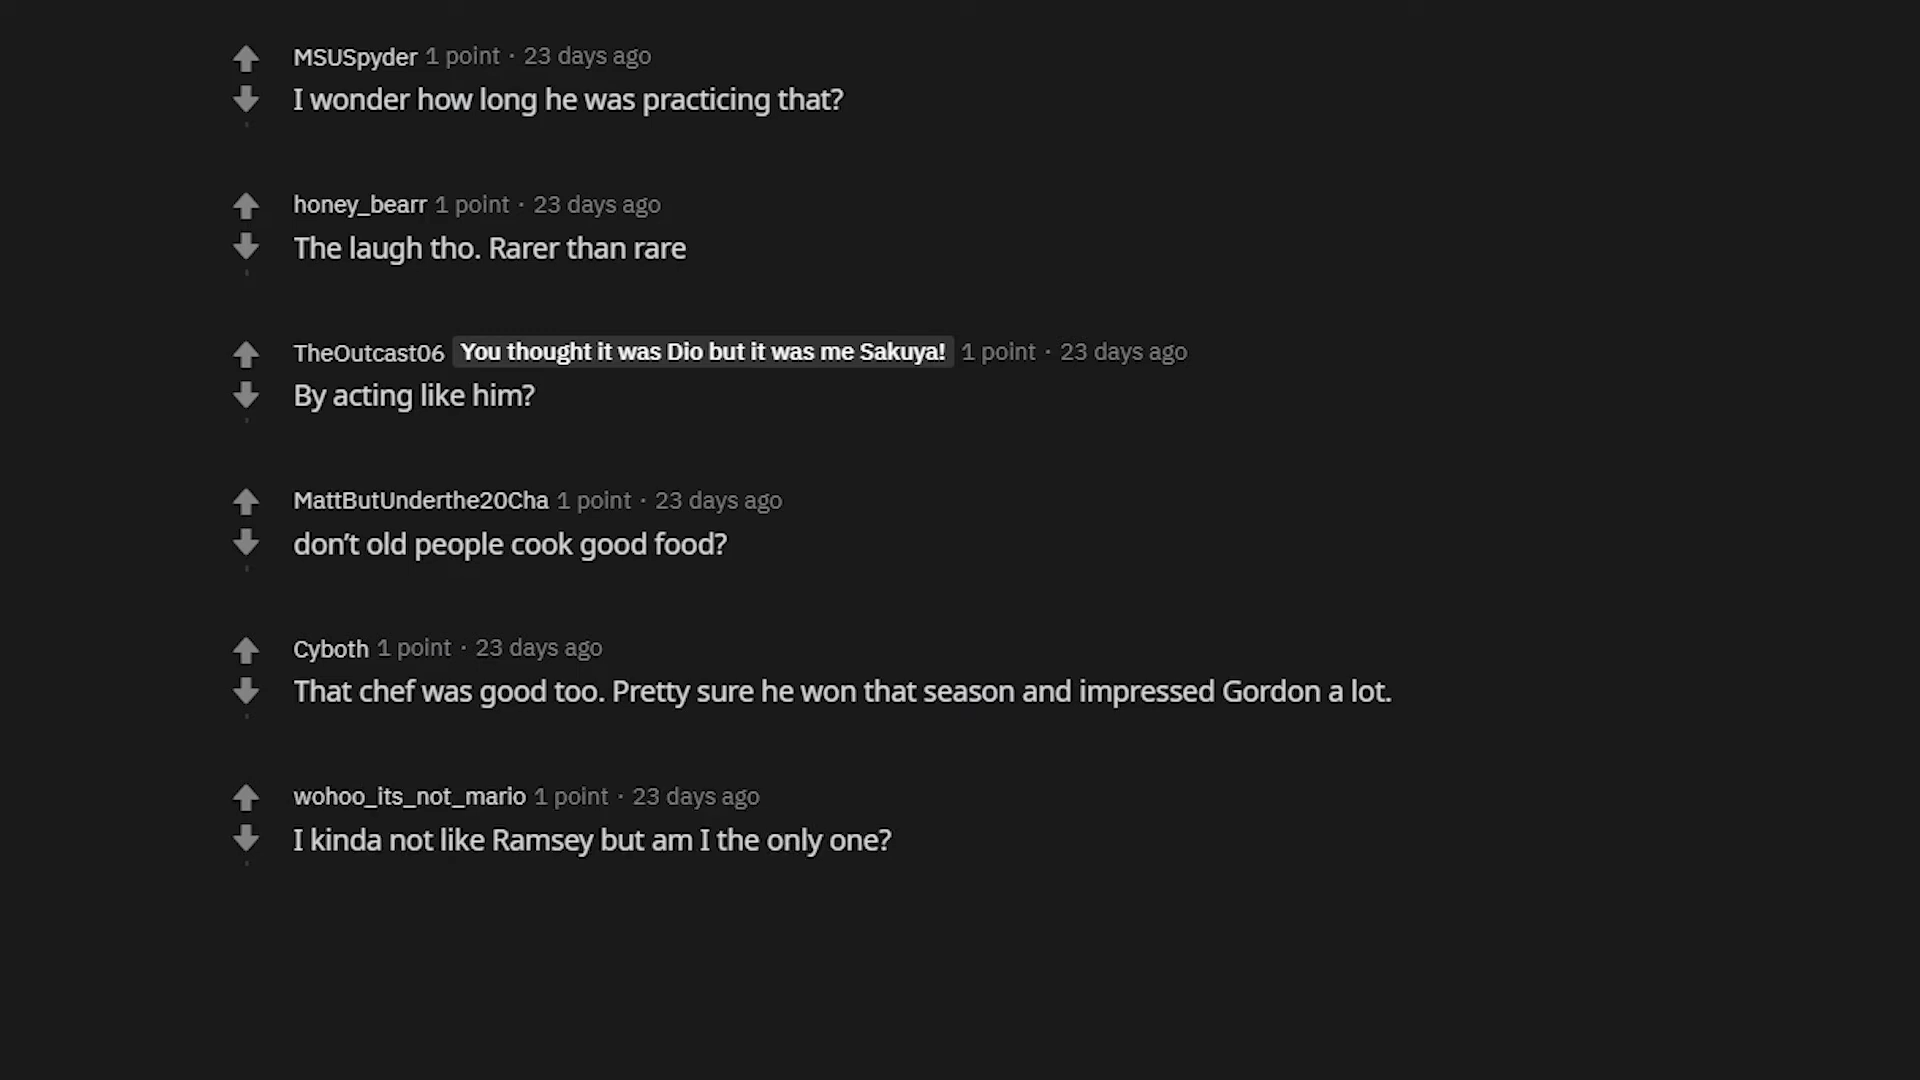 MSUSpyder 1 point · 23 days ago
I wonder how long he was practicing that?
honey_bearr 1 point · 23 days ago
The laugh tho. Rarer than rare
TheOutcast06 You thought it was Dio but it was me Sakuya! 1 point · 23 days ago
By acting like him?
MattButUnderthe20Cha 1 point · 23 days ago
don’t old people cook good food?
Cyboth 1 point · 23 days ago
That chef was good too. Pretty sure he won that season and impressed Gordon a lot.
wohoo_its_not_mario 1 point · 23 days ago
I kinda not like Ramsey but am I the only one?